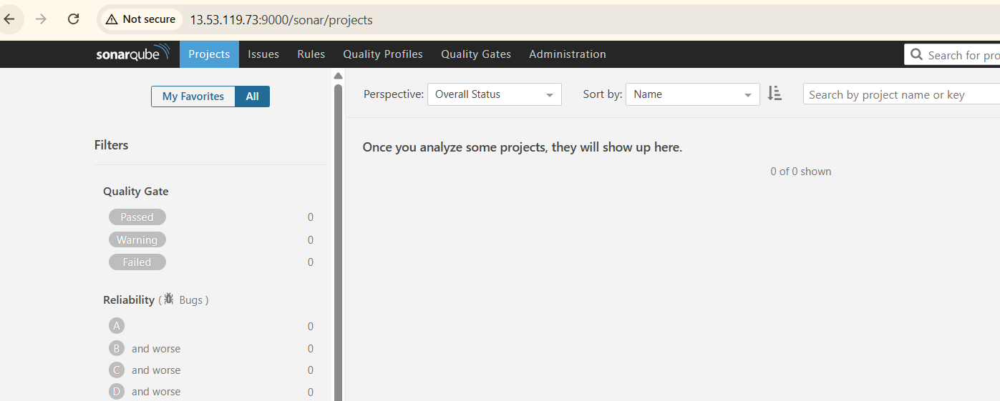 Not secure 13.53.119.73:9000/sonar/projects
sonarqube Projects Issues Rules Quality Profiles Quality Gates Administration Search for pro
My Favorites All
Perspective: Overall Status Sort by: Name Search by project name or key
Filters
Once you analyze some projects, they will show up here.
0 of 0 shown
Quality Gate
Passed 0
Warning 0
Failed 0
Reliability ( Bugs )
A 0
B and worse 0
C and worse 0
D and worse 0